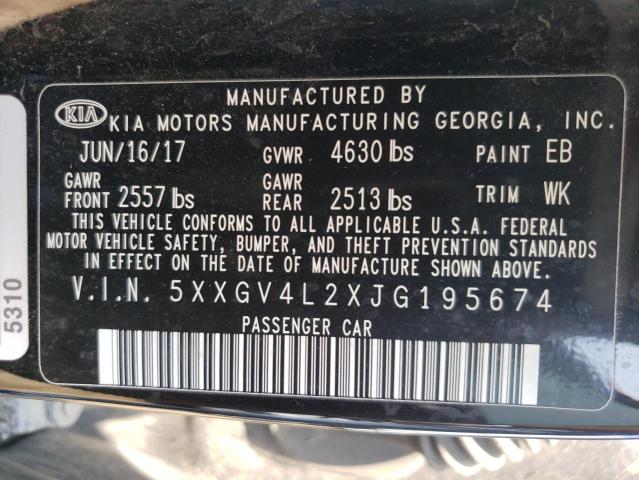 MANUFACTURED BY
KIA KIA MOTORS MANUFACTURING GEORGIA, INC.
JUN/16/17 GVWR 4630 lbs PAINT EB
GAWR FRONT 2557 lbs GAWR REAR 2513 lbs TRIM WK
THIS VEHICLE CONFORMS TO ALL APPLICABLE U.S.A. FEDERAL
MOTOR VEHICLE SAFETY, BUMPER, AND THEFT PREVENTION STANDARDS
IN EFFECT ON THE DATE OF MANUFACTURE SHOWN ABOVE.
V.I.N. 5XXGV4L2XJG195674
PASSENGER CAR
5310